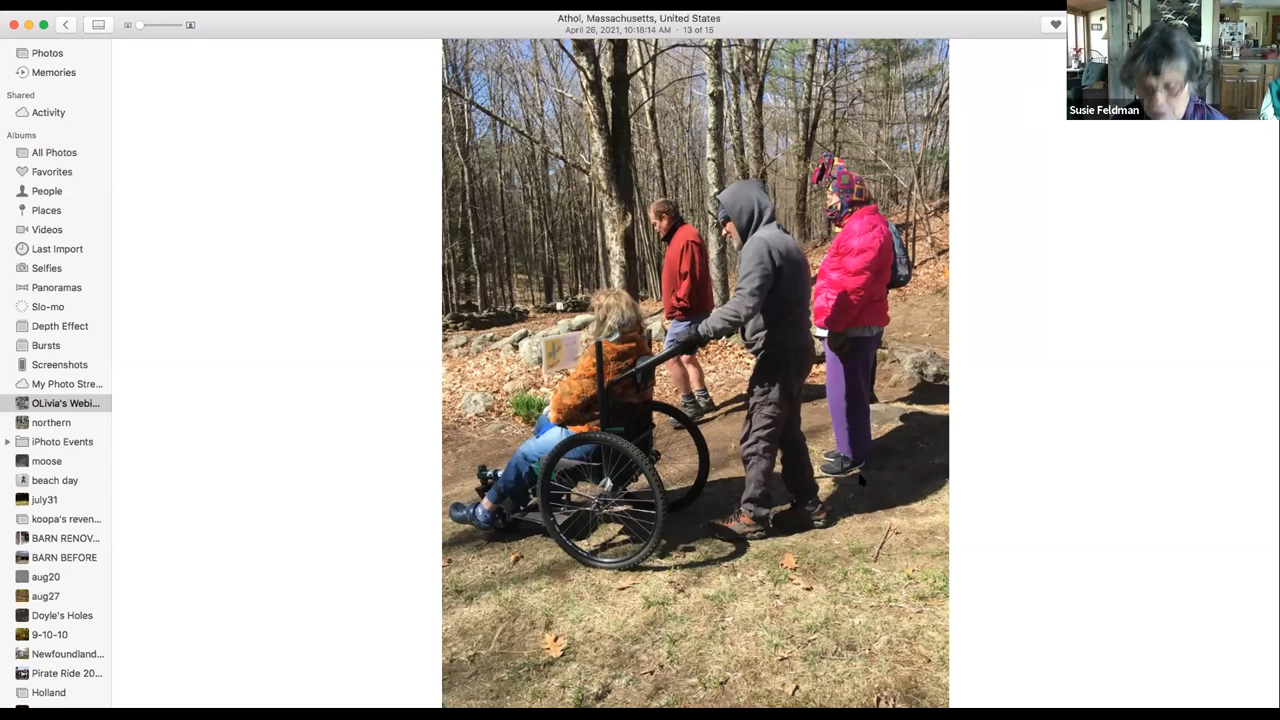 Athol, Massachusetts, United States
April 26, 2021, 10:18:14 AM · 13 of 15
Photos
Memories
Shared
Activity
Albums
All Photos
Favorites
People
Places
Videos
Last Import
Selfies
Panoramas
Slo-mo
Depth Effect
Bursts
Screenshots
My Photo Stre...
OLivia's Webi...
northern
iPhoto Events
moose
beach day
july31
koopa's reven...
BARN RENOV...
BARN BEFORE
aug20
aug27
Doyle's Holes
9-10-10
Newfoundland...
Pirate Ride 20...
Holland
Susie Feldman